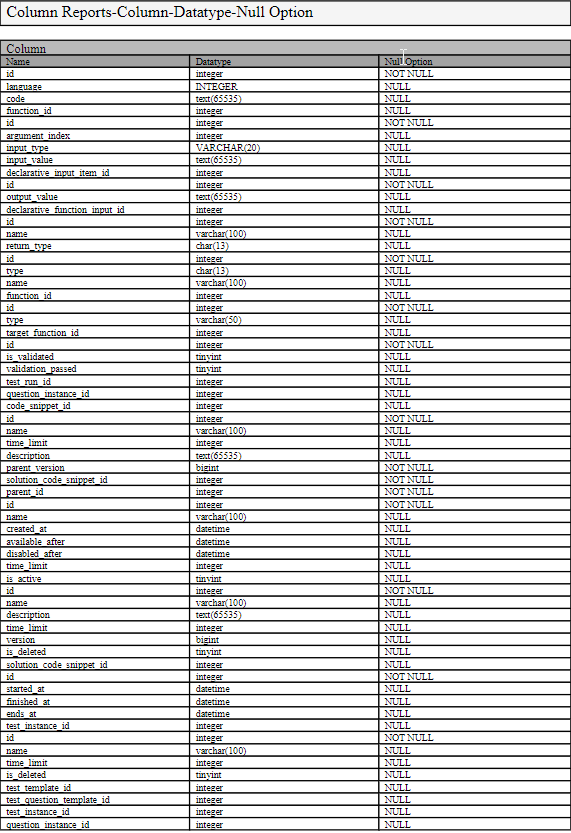 Column Reports-Column-Datatype-Null Option
Column
Name Datatype Null Option
id integer NOT NULL
language INTEGER NULL
code text(65535) NULL
function_id integer NULL
id integer NOT NULL
argument_index integer NULL
input_type VARCHAR(20) NULL
input_value text(65535) NULL
declarative_input_item_id integer NULL
id integer NOT NULL
output_value text(65535) NULL
declarative_function_input_id integer NULL
id integer NOT NULL
name varchar(100) NULL
return_type char(13) NULL
id integer NOT NULL
type char(13) NULL
name varchar(100) NULL
function_id integer NULL
id integer NOT NULL
type varchar(50) NULL
target_function_id integer NULL
id integer NOT NULL
is_validated tinyint NULL
validation_passed tinyint NULL
test_run_id integer NULL
question_instance_id integer NULL
code_snippet_id integer NULL
id integer NOT NULL
name varchar(100) NULL
time_limit integer NULL
description text(65535) NULL
parent_version bigint NOT NULL
solution_code_snippet_id integer NOT NULL
parent_id integer NOT NULL
id integer NOT NULL
name varchar(100) NULL
created_at datetime NULL
available_after datetime NULL
disabled_after datetime NULL
time_limit integer NULL
is_active tinyint NULL
id integer NOT NULL
name varchar(100) NULL
description text(65535) NULL
time_limit integer NULL
version bigint NULL
is_deleted tinyint NULL
solution_code_snippet_id integer NULL
id integer NOT NULL
started_at datetime NULL
finished_at datetime NULL
ends_at datetime NULL
test_instance_id integer NULL
id integer NOT NULL
name varchar(100) NULL
time_limit integer NULL
is_deleted tinyint NULL
test_template_id integer NULL
test_question_template_id integer NULL
test_instance_id integer NULL
question_instance_id integer NULL